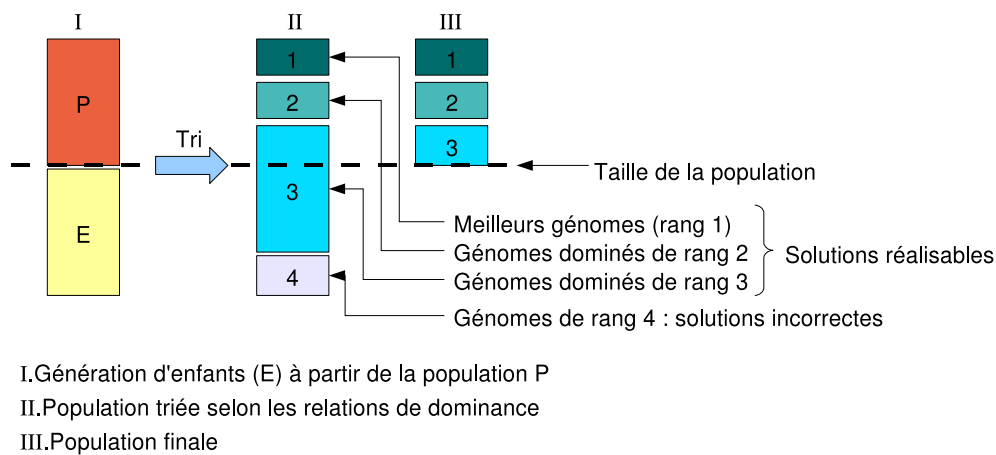 I II III
P
E
Tri
1
2
3
4
1
2
3
Taille de la population
Meilleurs génomes (rang 1)
Génomes dominés de rang 2
Génomes dominés de rang 3
Solutions réalisables
Génomes de rang 4 : solutions incorrectes
I.Génération d'enfants (E) à partir de la population P
II.Population triée selon les relations de dominance
III.Population finale